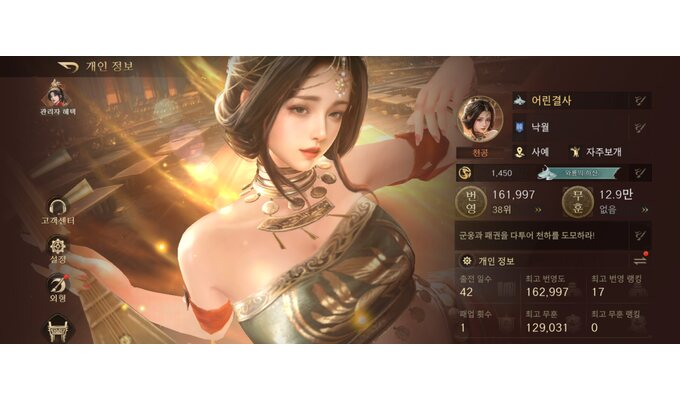 개인 정보
관리자 혜택
고객센터
설정
외형
어린결사
낙월
천공
사예
자주보개
1,450
와룡의 허신
번영
161,997
38위
무훈
12.9만
없음
군웅과 패권을 다투어 천하를 도모하라!
개인 정보
출전 일수
최고 번영도
최고 번영 랭킹
42
162,997
17
패업 횟수
최고 무훈
최고 무훈 랭킹
1
129,031
0